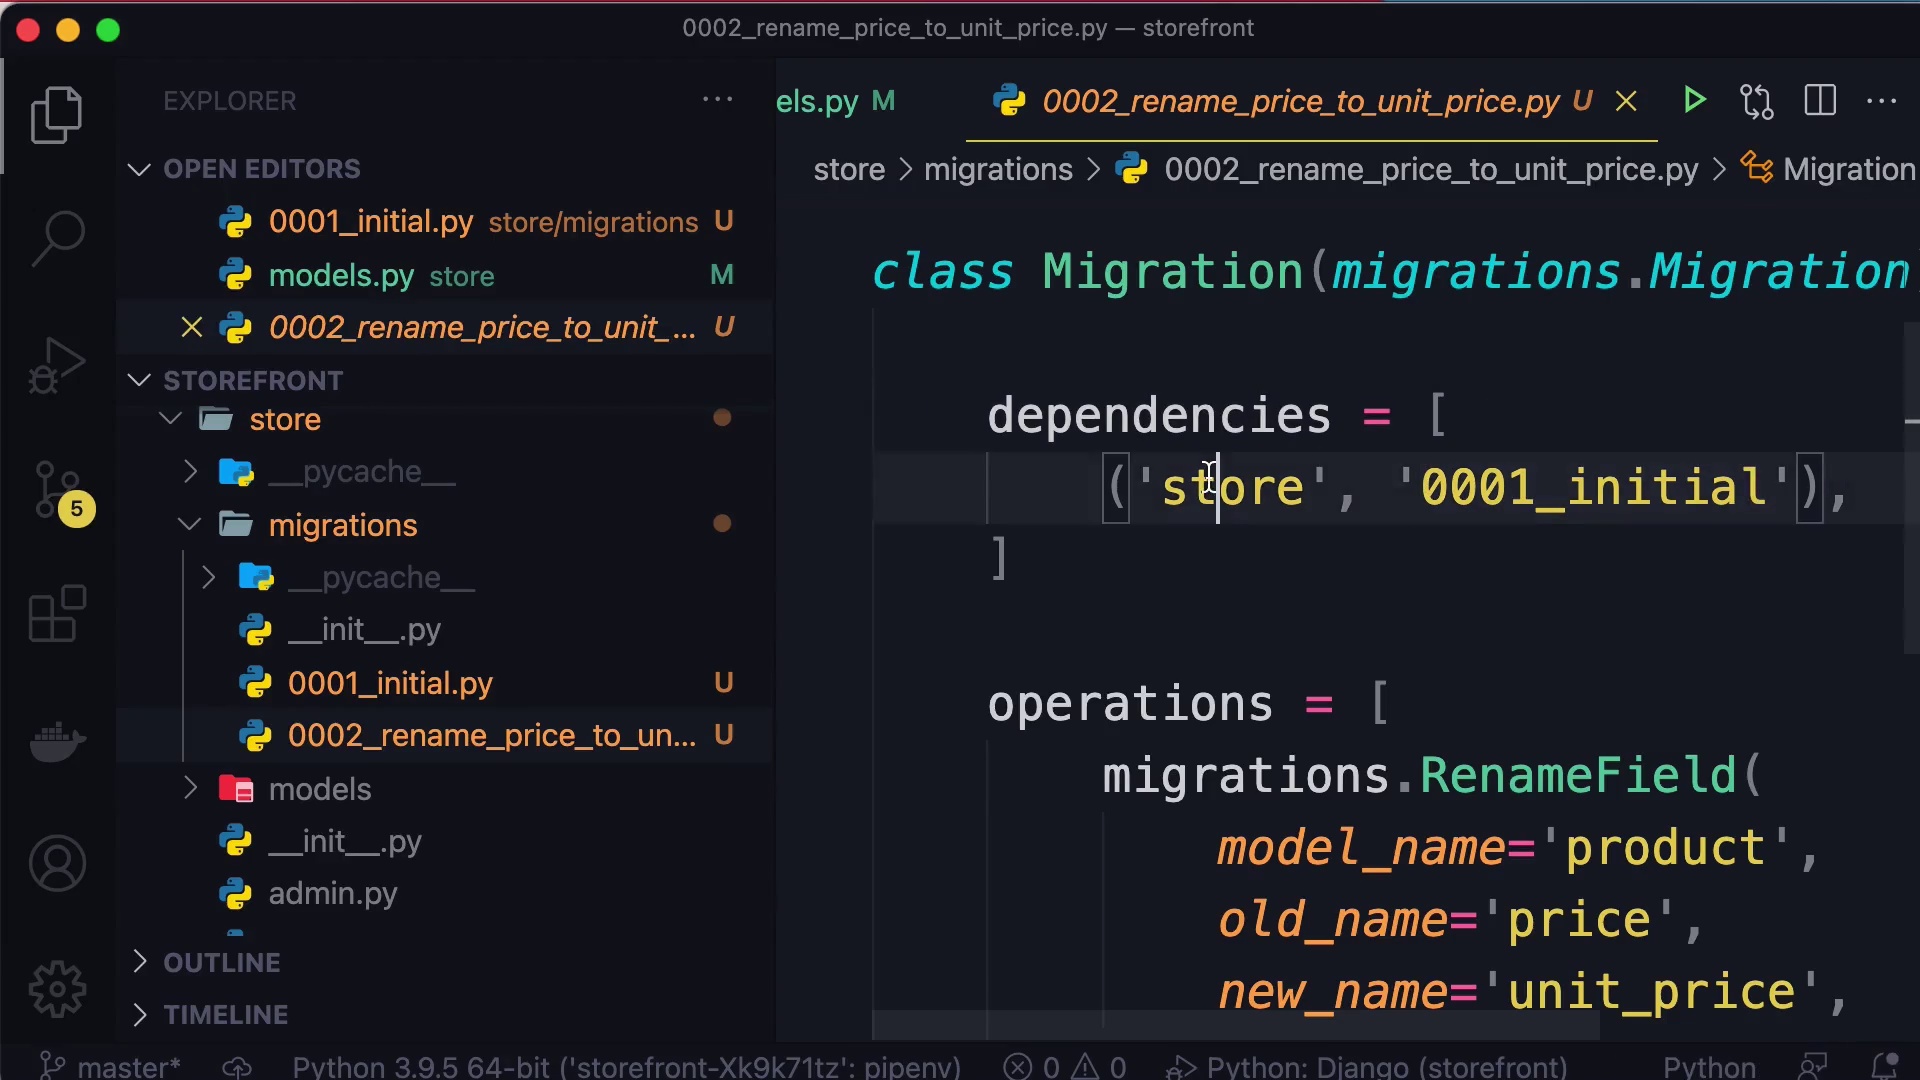 0002_rename_price_to_unit_price.py — storefront
EXPLORER
OPEN EDITORS
0001_initial.py store/migrations U
models.py store M
0002_rename_price_to_unit_... U
STOREFRONT
store
__pycache__
migrations
__pycache__
__init__.py
0001_initial.py U
0002_rename_price_to_un... U
models
__init__.py
admin.py
OUTLINE
TIMELINE
5
els.py M
0002_rename_price_to_unit_price.py U
store > migrations > 0002_rename_price_to_unit_price.py > Migration
class Migration(migrations.Migration
dependencies = [
('store', '0001_initial'),
]
operations = [
migrations.RenameField(
model_name='product',
old_name='price',
new_name='unit_price',
master* Python 3.9.5 64-bit ('storefront-Xk9k71tz': pipenv) 0 0 Python: Django (storefront) Python